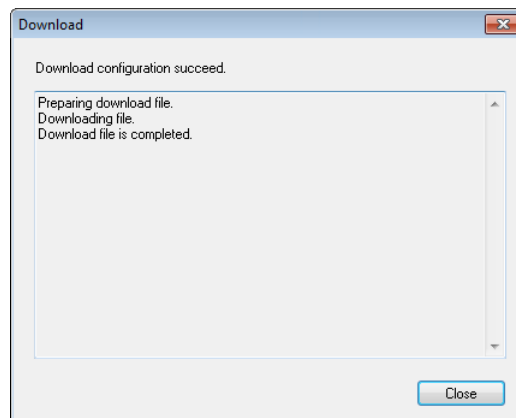 Download
Download configuration succeed.
Preparing download file.
Downloading file.
Download file is completed.
Close